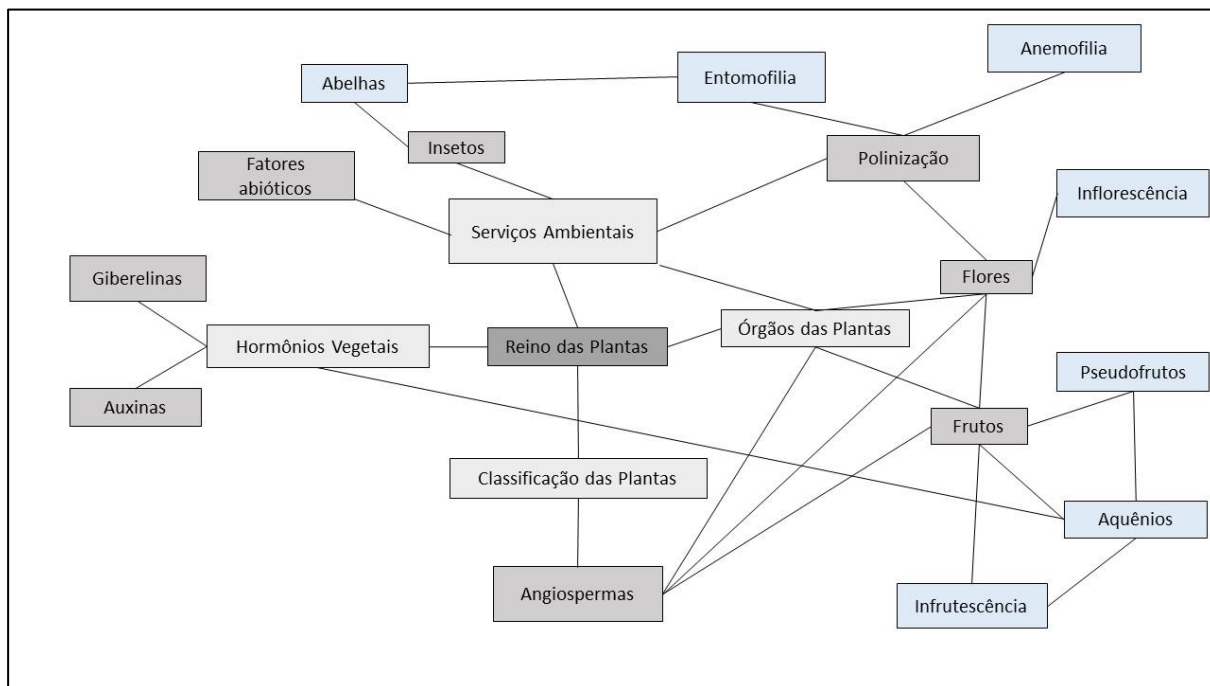 Anemofilia
Abelhas
Entomofilia
Insetos
Polinização
Fatores
abióticos
Inflorescência
Serviços Ambientais
Giberelinas
Flores
Órgãos das Plantas
Hormônios Vegetais
Reino das Plantas
Pseudofrutos
Auxinas
Frutos
Classificação das Plantas
Aquênios
Angiospermas
Infrutescência